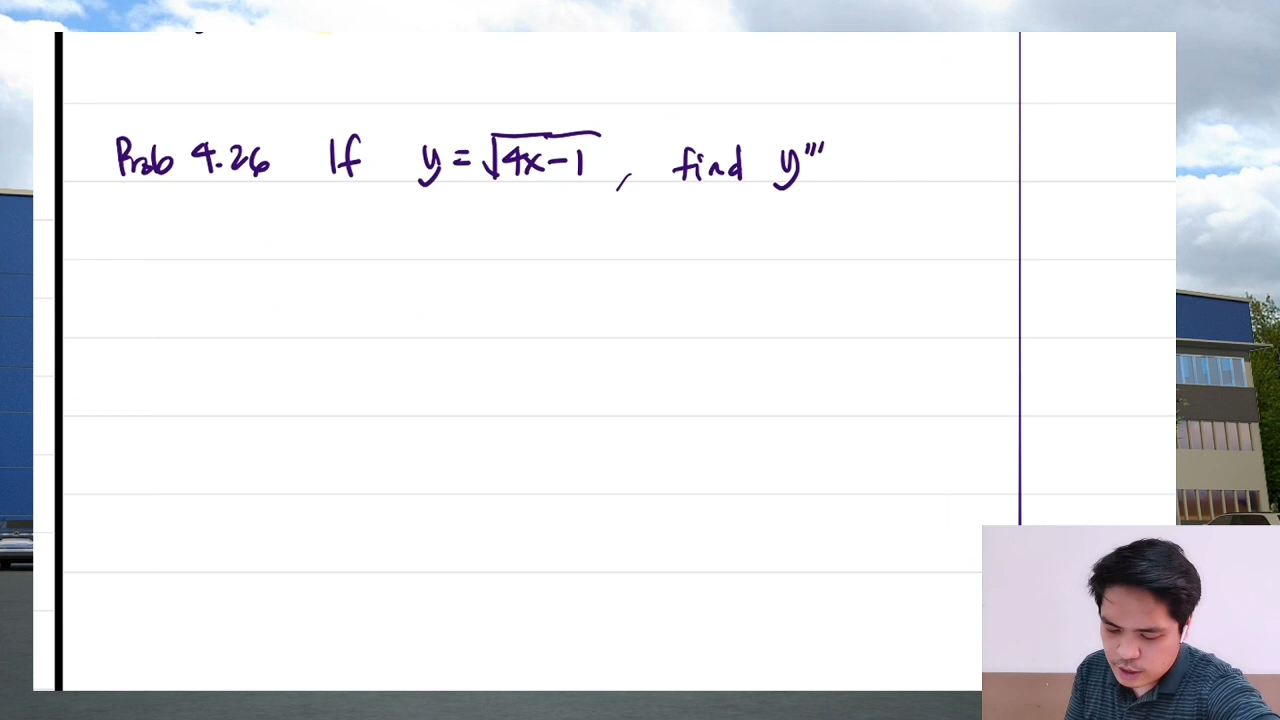 Prob 4.26 If y = √(4x-1) , find y'''